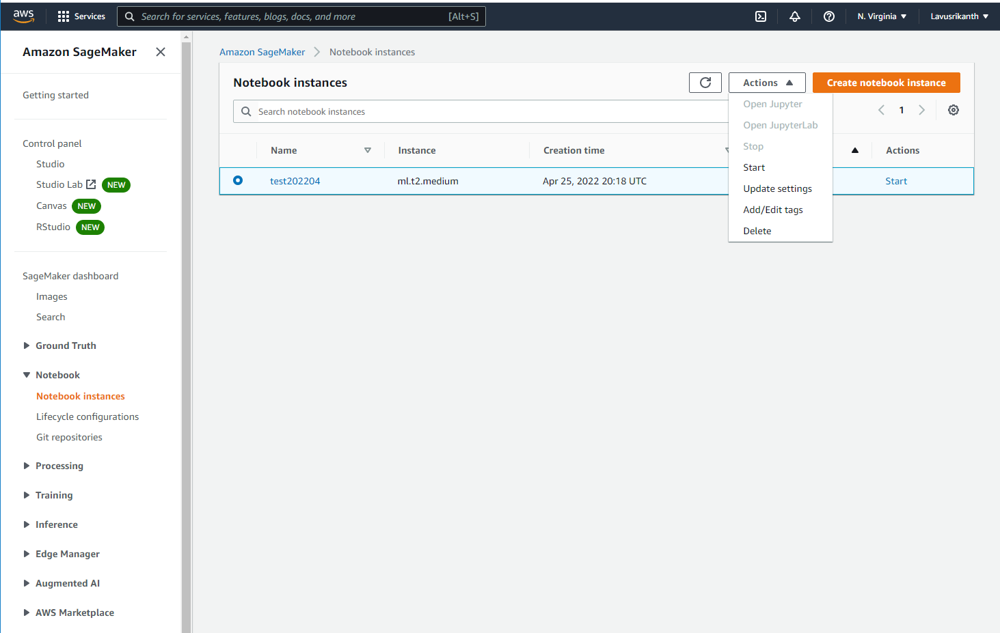 aws
Services
Search for services, features, blogs, docs, and more
[Alt+S]
N. Virginia
Lavusrikanth
Amazon SageMaker
Getting started
Control panel
Studio
Studio Lab NEW
Canvas NEW
RStudio NEW
SageMaker dashboard
Images
Search
Ground Truth
Notebook
Notebook instances
Lifecycle configurations
Git repositories
Processing
Training
Inference
Edge Manager
Augmented AI
AWS Marketplace
Amazon SageMaker > Notebook instances
Notebook instances
Actions
Create notebook instance
Search notebook instances
1
Open Jupyter
Open JupyterLab
Stop
Start
Update settings
Add/Edit tags
Delete
Name Instance Creation time Actions
test202204 ml.t2.medium Apr 25, 2022 20:18 UTC Start